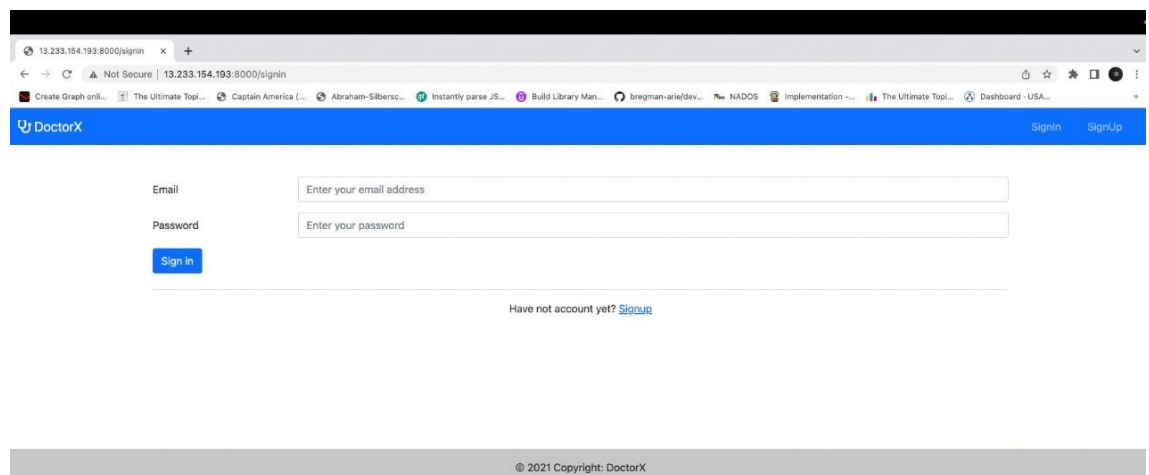 13.233.154.193:8000/signin
Not Secure | 13.233.154.193:8000/signin
Create Graph onli... The Ultimate Topi... Captain America (... Abraham-Silbersc... Instantly parse JS... Build Library Man... bregman-arie/dev... NADOS Implementation -... The Ultimate Topi... Dashboard - USA...
DoctorX SignIn SignUp
Email Enter your email address
Password Enter your password
Sign in
Have not account yet? Signup
© 2021 Copyright: DoctorX